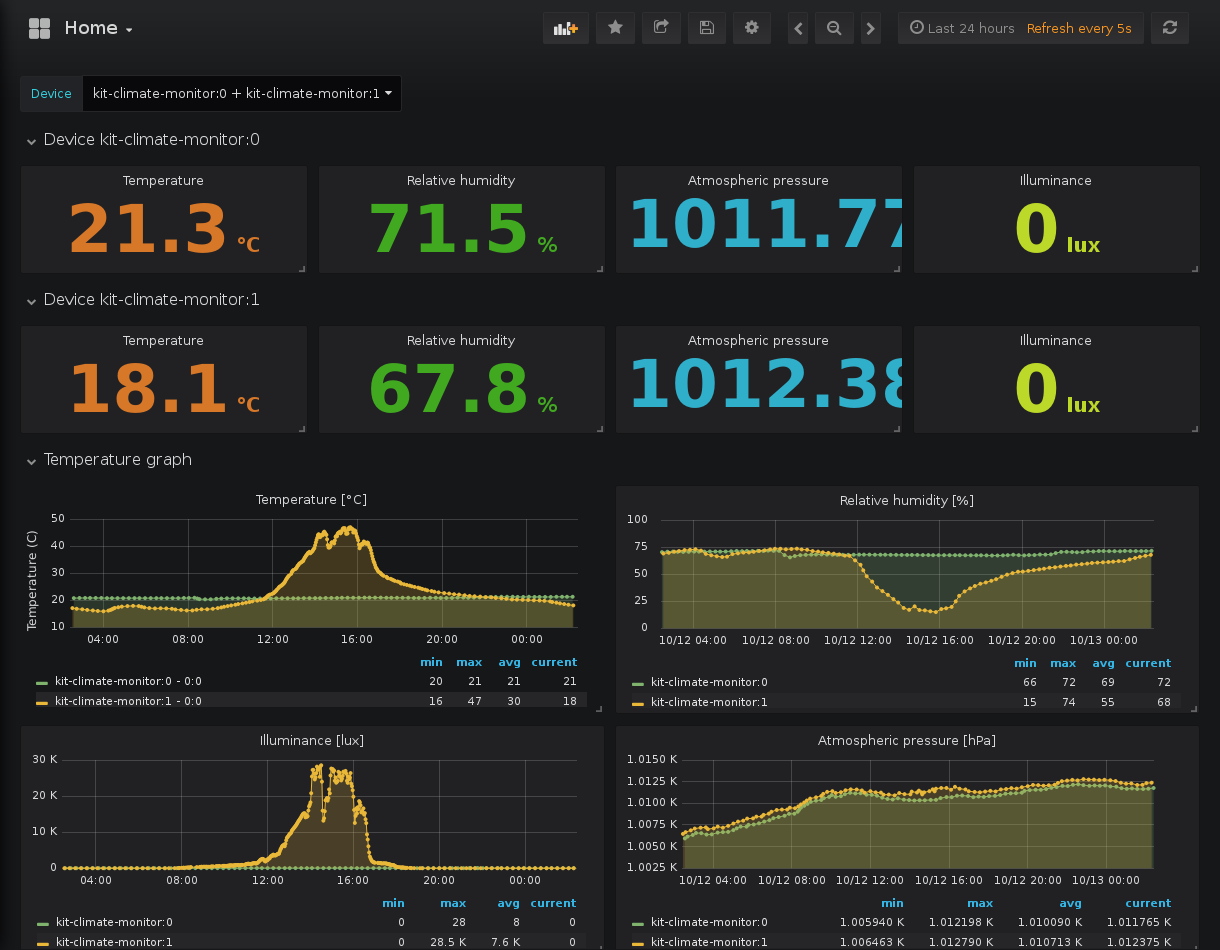 Home
Last 24 hours Refresh every 5s
Device kit-climate-monitor:0 + kit-climate-monitor:1
Device kit-climate-monitor:0
Temperature Relative humidity Atmospheric pressure Illuminance
21.3 °C 71.5 % 1011.77 0 lux
Device kit-climate-monitor:1
Temperature Relative humidity Atmospheric pressure Illuminance
18.1 °C 67.8 % 1012.38 0 lux
Temperature graph
Temperature [°C]
Temperature (C)
50
40
30
20
10
04:00 08:00 12:00 16:00 20:00 00:00
min max avg current
kit-climate-monitor:0 - 0:0 20 21 21 21
kit-climate-monitor:1 - 0:0 16 47 30 18
Relative humidity [%]
100
75
50
25
0
10/12 04:00 10/12 08:00 10/12 12:00 10/12 16:00 10/12 20:00 10/13 00:00
min max avg current
kit-climate-monitor:0 66 72 69 72
kit-climate-monitor:1 15 74 55 68
Illuminance [lux]
30 K
20 K
10 K
0
04:00 08:00 12:00 16:00 20:00 00:00
min max avg current
kit-climate-monitor:0 0 28 8 0
kit-climate-monitor:1 0 28.5 K 7.6 K 0
Atmospheric pressure [hPa]
1.0150 K
1.0125 K
1.0100 K
1.0075 K
1.0050 K
1.0025 K
10/12 04:00 10/12 08:00 10/12 12:00 10/12 16:00 10/12 20:00 10/13 00:00
min max avg current
kit-climate-monitor:0 1.005940 K 1.012198 K 1.010090 K 1.011765 K
kit-climate-monitor:1 1.006463 K 1.012790 K 1.010713 K 1.012375 K